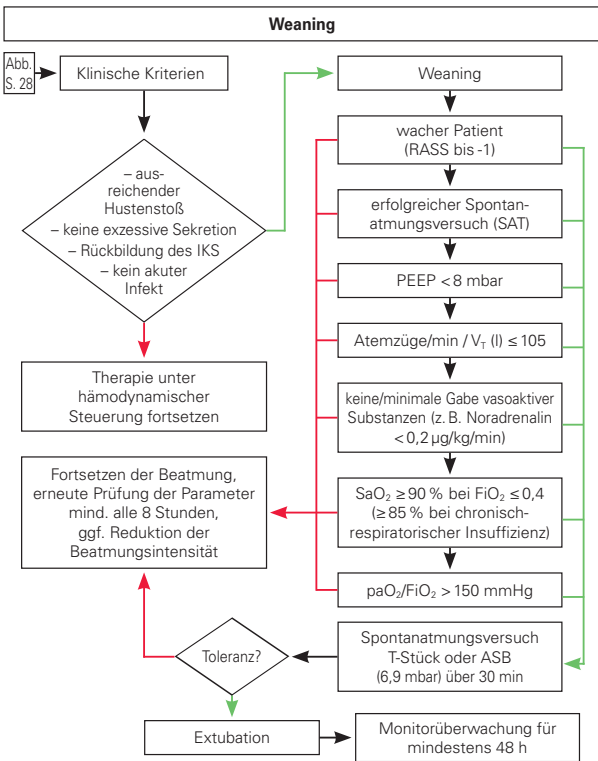 Weaning
Abb.
S. 28
Klinische Kriterien
– aus-
reichender
Hustenstoß
– keine exzessive Sekretion
– Rückbildung des IKS
– kein akuter
Infekt
Therapie unter
hämodynamischer
Steuerung fortsetzen
Weaning
wacher Patient
(RASS bis -1)
erfolgreicher Spontan-
atmungsversuch (SAT)
PEEP < 8 mbar
Atemzüge/min / V_T (l) ≤ 105
keine/minimale Gabe vasoaktiver
Substanzen (z. B. Noradrenalin
< 0,2 µg/kg/min)
SaO₂ ≥ 90 % bei FiO₂ ≤ 0,4
(≥ 85 % bei chronisch-
respiratorischer Insuffizienz)
paO₂/FiO₂ > 150 mmHg
Fortsetzen der Beatmung,
erneute Prüfung der Parameter
mind. alle 8 Stunden,
ggf. Reduktion der
Beatmungsintensität
Spontanatmungsversuch
T-Stück oder ASB
(6,9 mbar) über 30 min
Toleranz?
Extubation
Monitorüberwachung für
mindestens 48 h